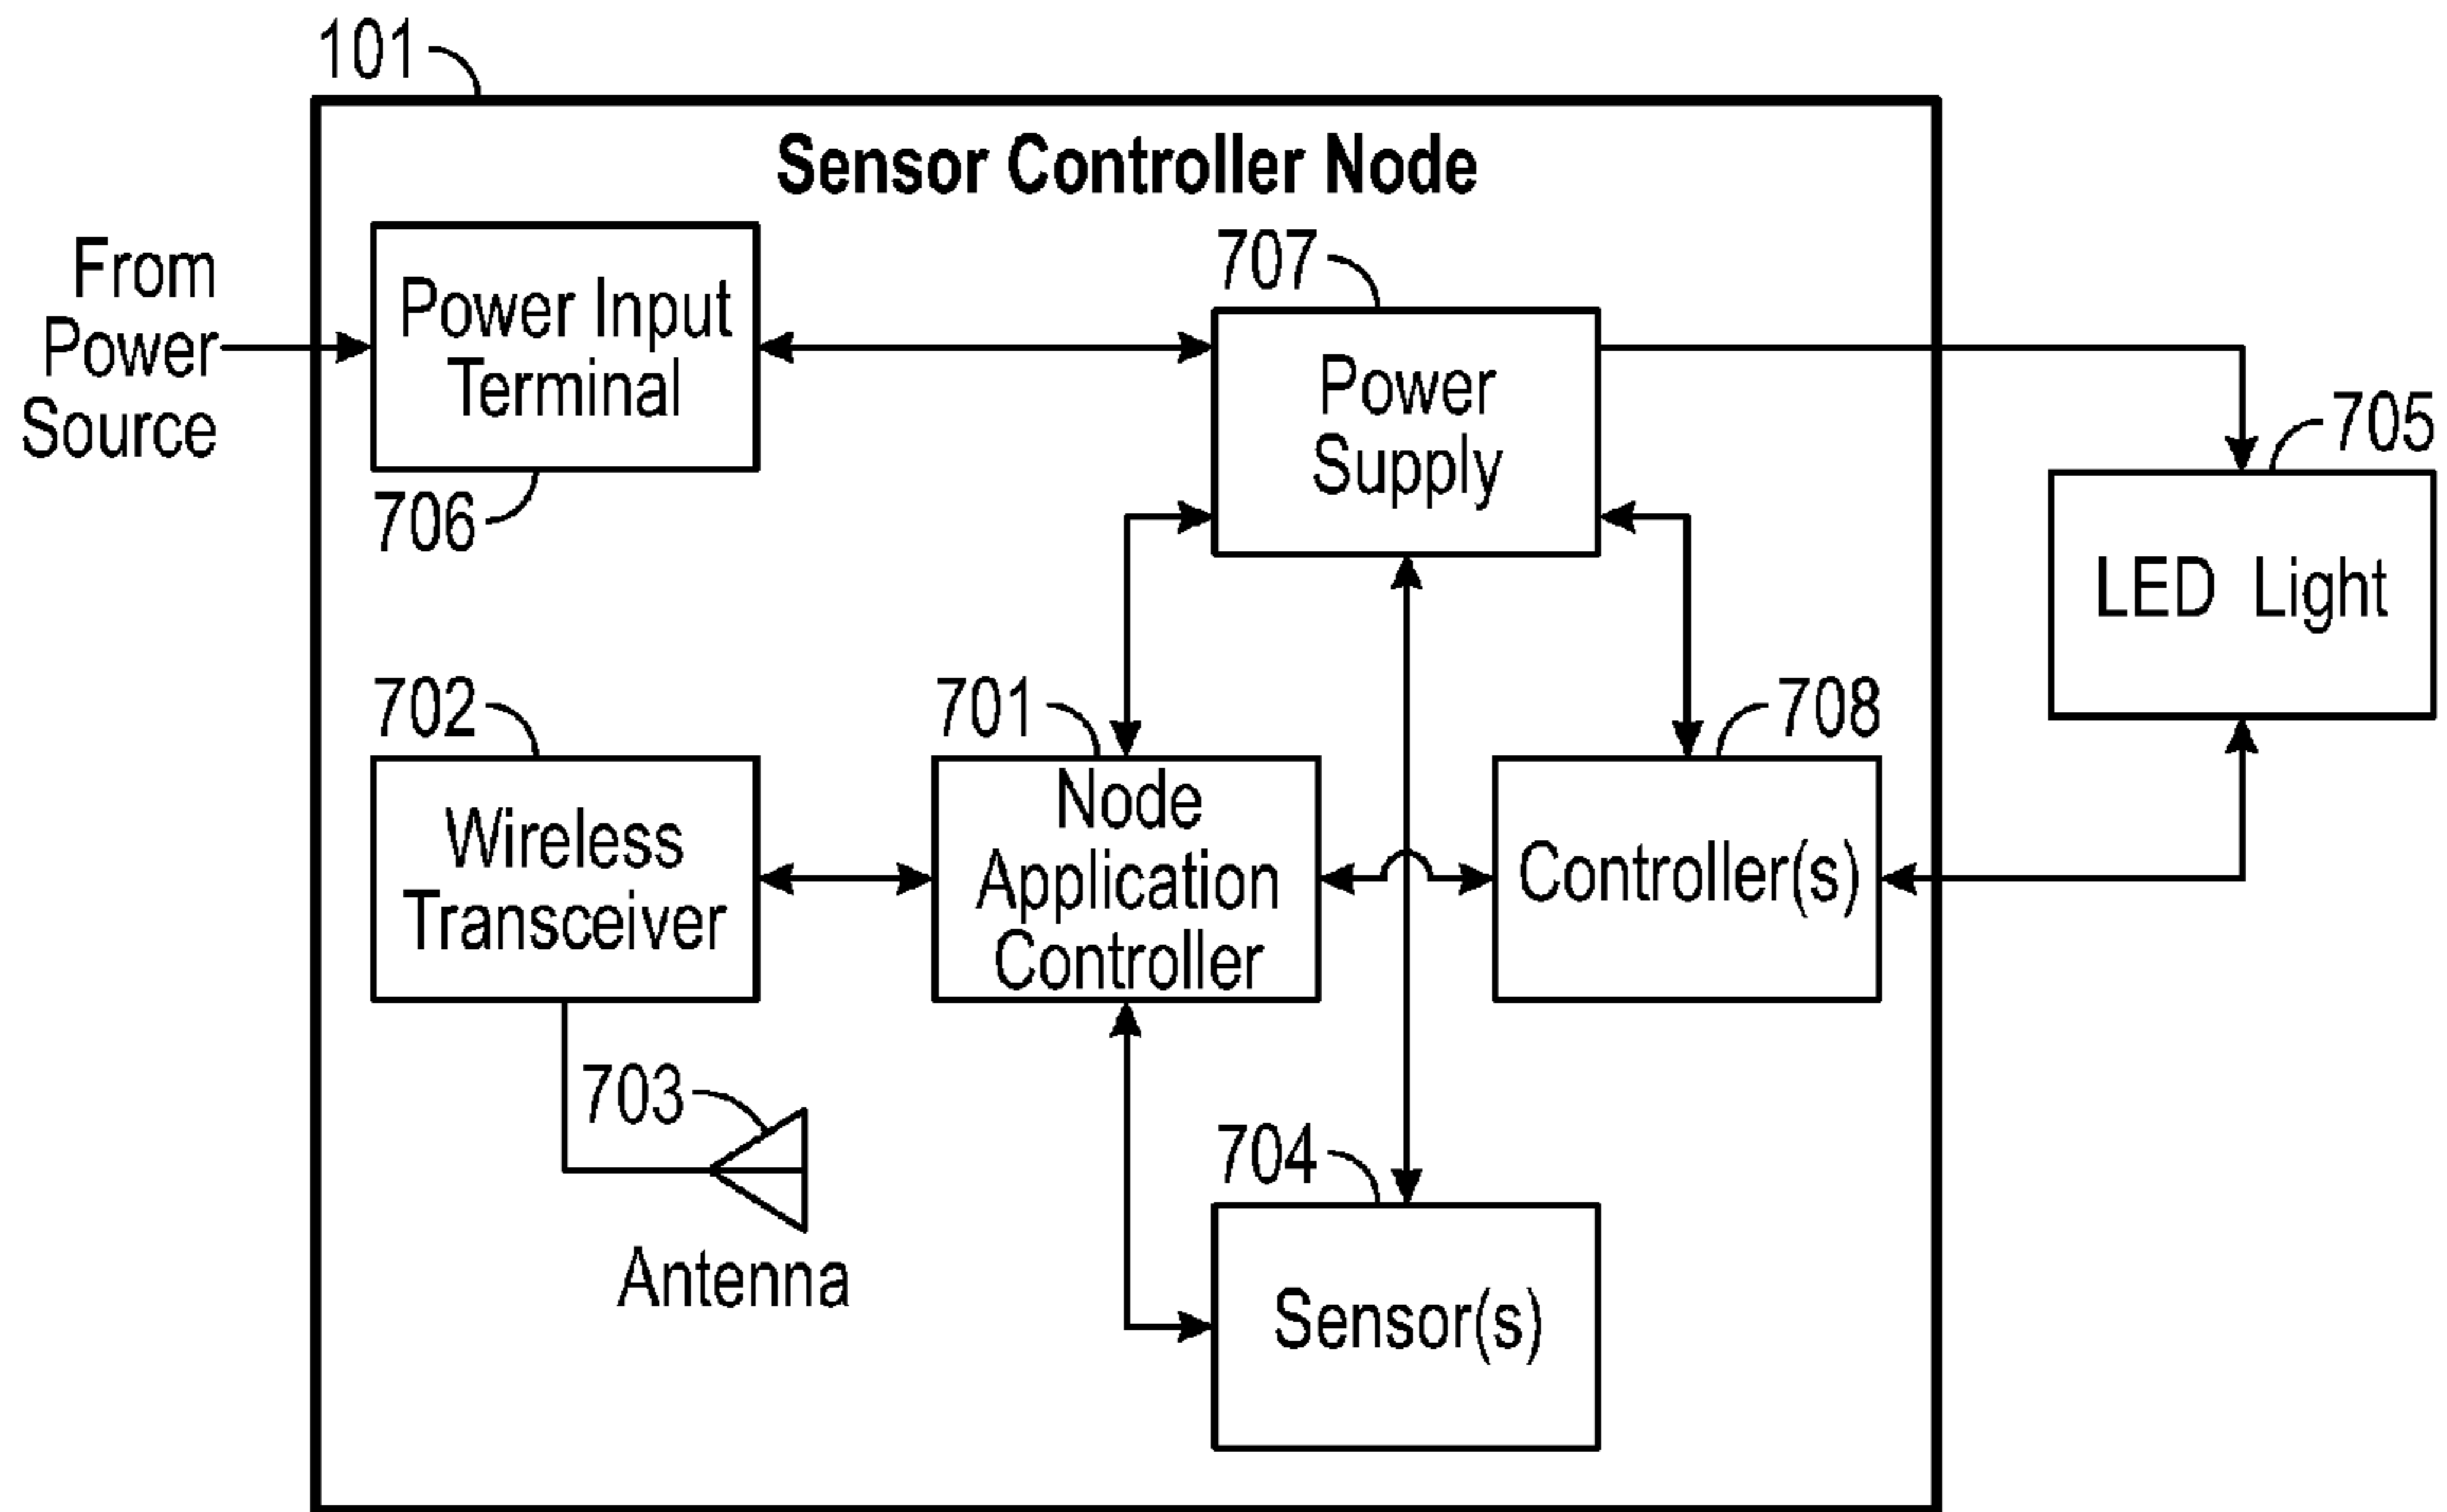 101
Sensor Controller Node
From
Power
Source
Power Input
Terminal
706
707
Power
Supply
705
LED Light
702
Wireless
Transceiver
701
Node
Application
Controller
708
Controller(s)
703
Antenna
704
Sensor(s)